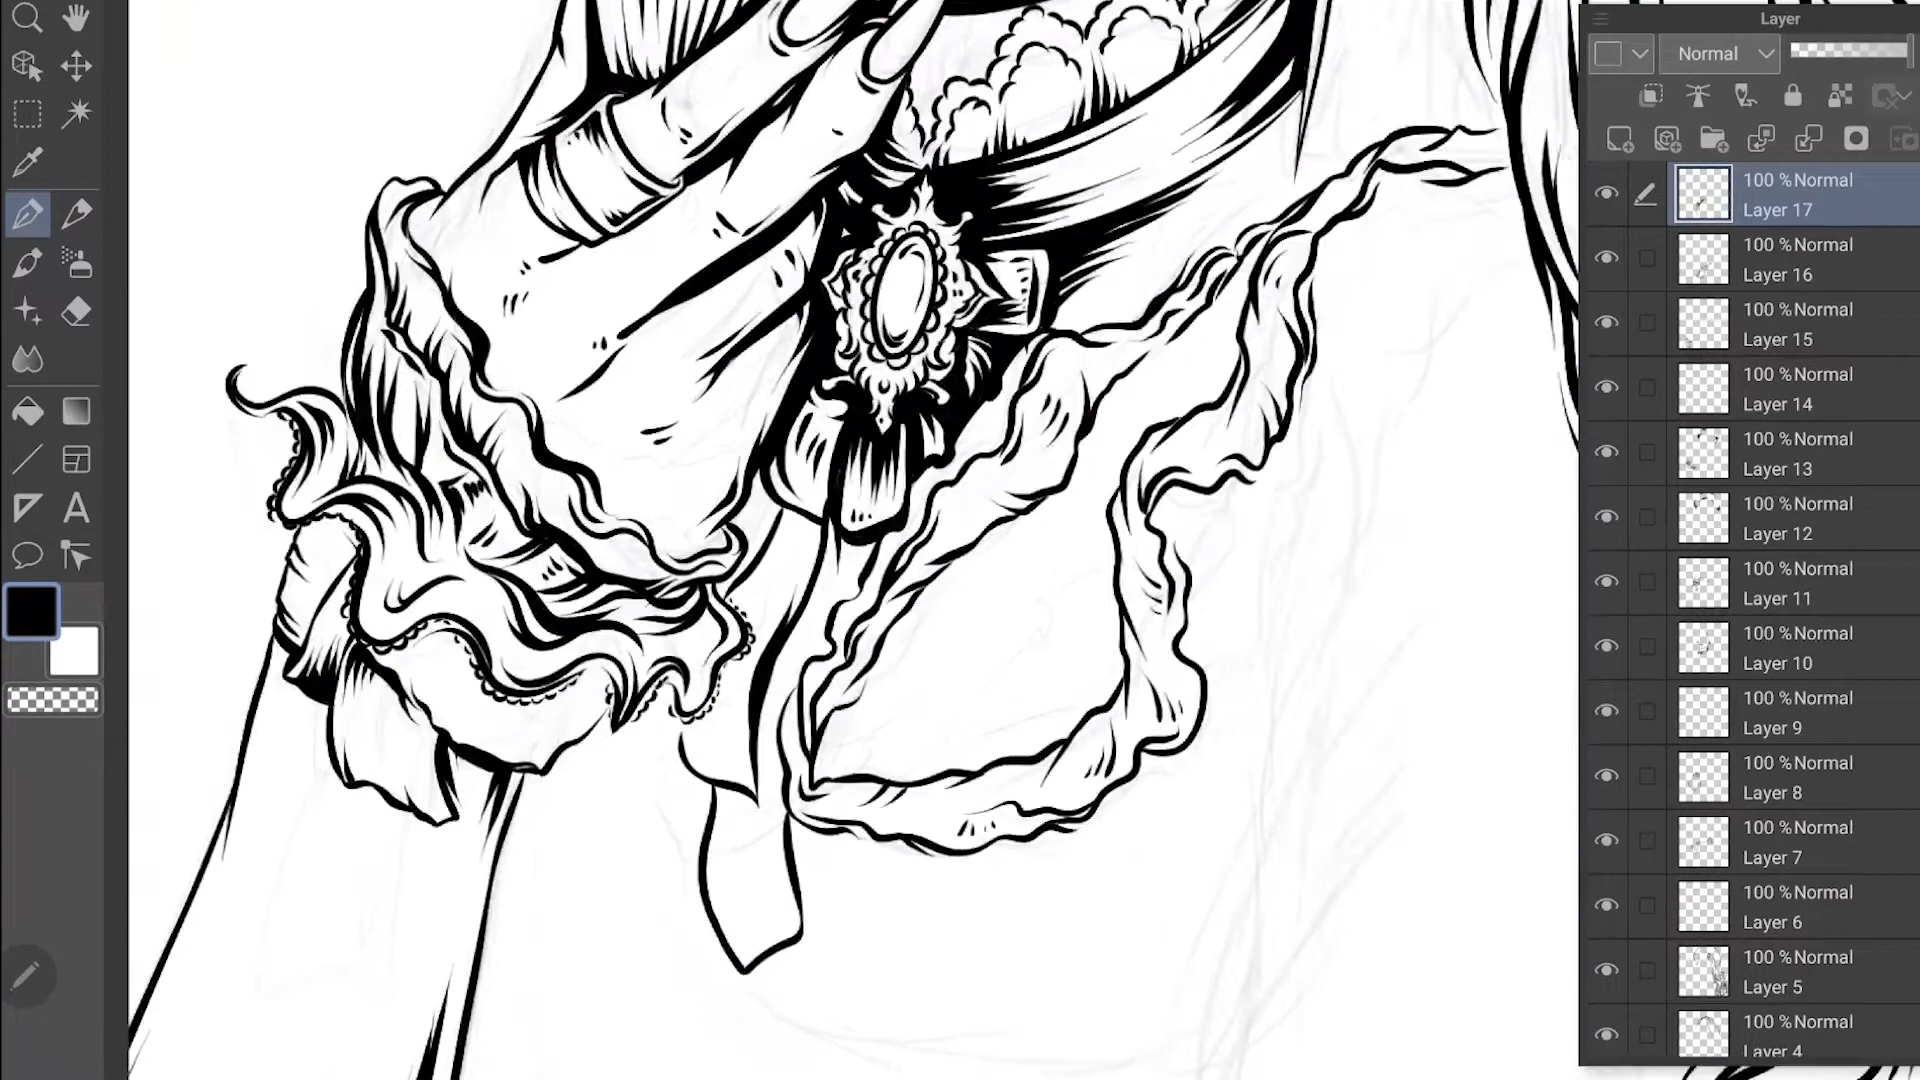 Layer
Normal
100 %Normal
Layer 17
100 %Normal
Layer 16
100 %Normal
Layer 15
100 %Normal
Layer 14
100 %Normal
Layer 13
100 %Normal
Layer 12
100 %Normal
Layer 11
100 %Normal
Layer 10
100 %Normal
Layer 9
100 %Normal
Layer 8
100 %Normal
Layer 7
100 %Normal
Layer 6
100 %Normal
Layer 5
100 %Normal
Layer 4